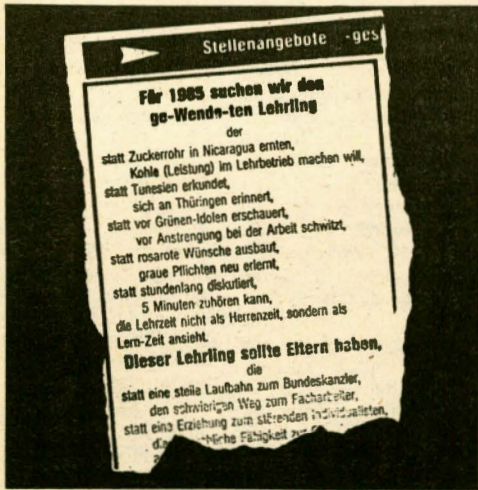 Stellenangebote -ges
Für 1985 suchen wir den
ge-Wende-ten Lehrling
der
statt Zuckerrohr in Nicaragua ernten,
Kohle (Leistung) im Lehrbetrieb machen will,
statt Tunesien erkundet,
sich an Thüringen erinnert,
statt vor Grünen-Idolen erschauert,
vor Anstrengung bei der Arbeit schwitzt,
statt rosarote Wünsche ausbaut,
graue Pflichten neu erlernt,
statt stundenlang diskutiert,
5 Minuten zuhören kann,
die Lehrzeit nicht als Herrenzeit, sondern als
Lern-Zeit ansieht.
Dieser Lehrling sollte Eltern haben,
die
statt eine steile Laufbahn zum Bundeskanzler,
den schwierigen Weg zum Facharbeiter,
statt eine Erziehung zum störenden Individualisten,
Fähigkeit